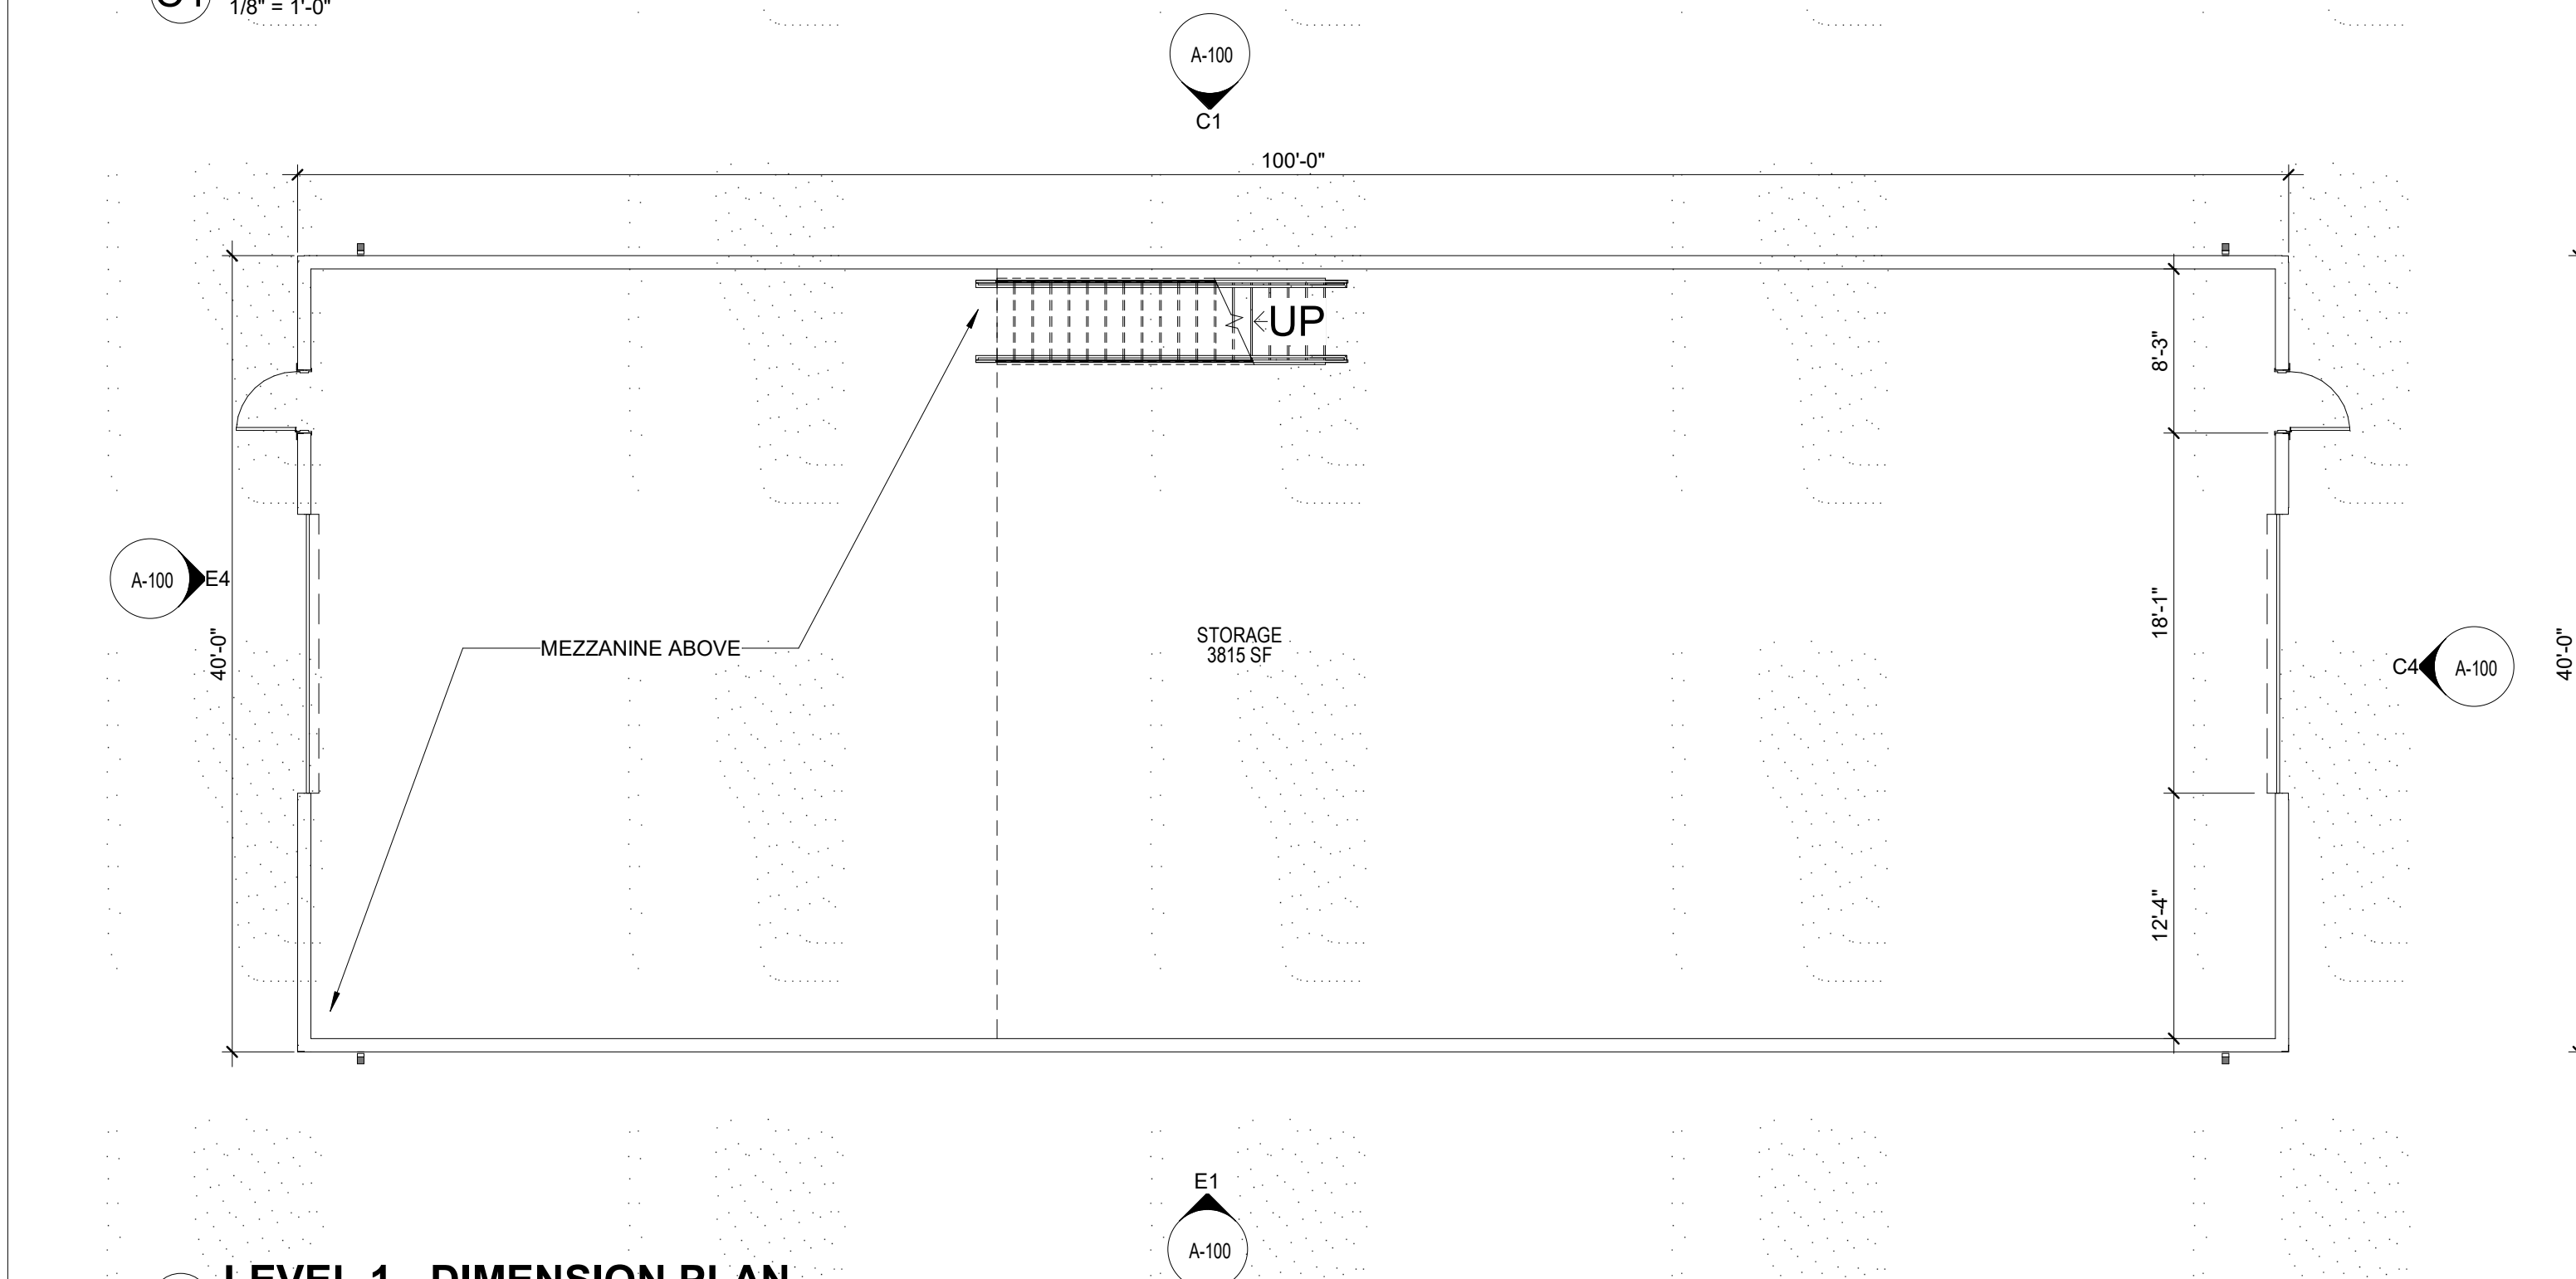 1/8" = 1'-0"
A-100
C1
100'-0"
UP
8'-3"
A-100
E4
40'-0"
MEZZANINE ABOVE
STORAGE
3815 SF
18'-1"
C4
A-100
40'-0"
12'-4"
E1
A-100
LEVEL 1 - DIMENSION PLAN